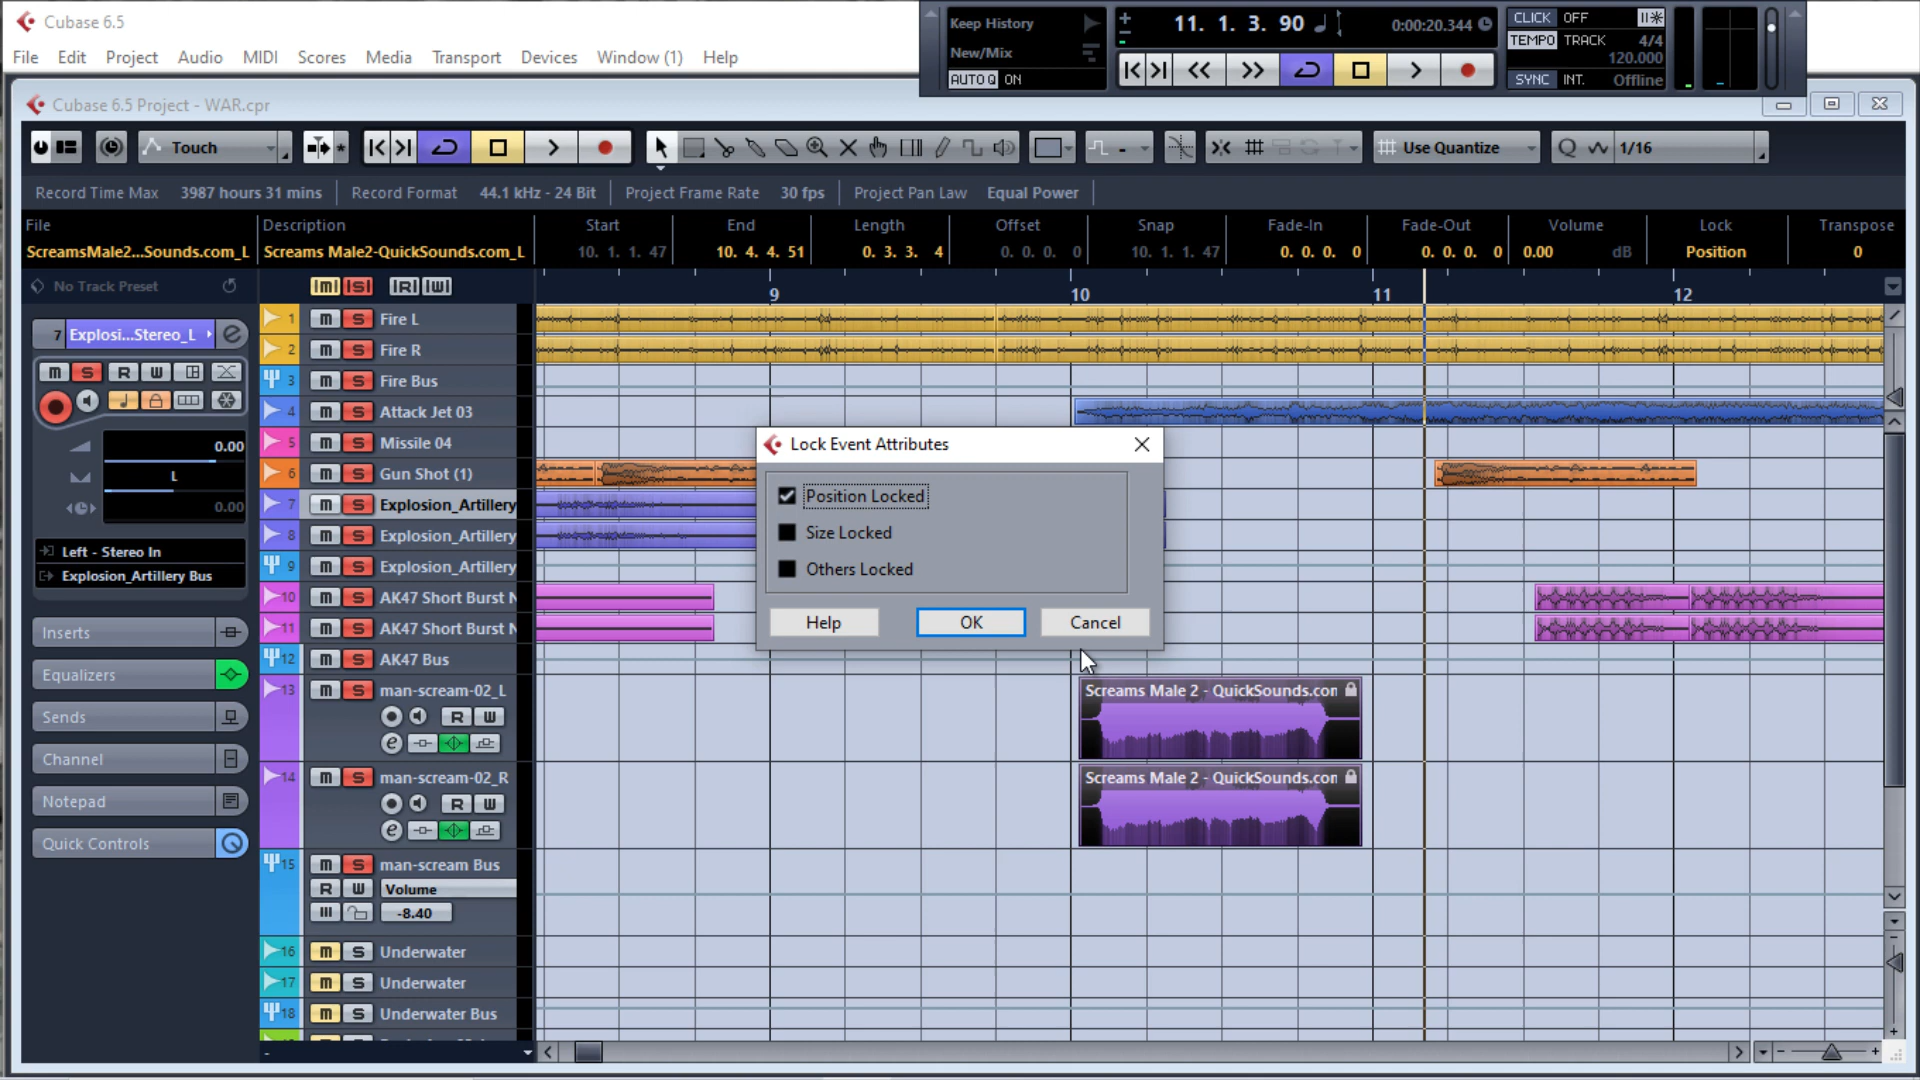 Cubase 6.5
File Edit Project Audio MIDI Scores Media Transport Devices Window (1) Help
Keep History
New/Mix
AUTO Q ON
11. 1. 3. 90
0:00:20.344
CLICK OFF
TEMPO TRACK 4/4
120.000
SYNC INT. Offline
Cubase 6.5 Project - WAR.cpr
Touch
Use Quantize
1/16
Record Time Max 3987 hours 31 mins Record Format 44.1 kHz - 24 Bit Project Frame Rate 30 fps Project Pan Law Equal Power
File Description Start End Length Offset Snap Fade-In Fade-Out Volume Lock Transpose
ScreamsMale2...Sounds.com_L Screams Male2-QuickSounds.com_L 10. 1. 1. 47 10. 4. 4. 51 0. 3. 3. 4 0. 0. 0. 0 10. 1. 1. 47 0. 0. 0. 0 0. 0. 0. 0 0.00 dB Position 0
No Track Preset
9 10 11 12
7 Explosi...Stereo_L
m S R W
0.00
L
0.00
Left - Stereo In
Explosion_Artillery Bus
Inserts
Equalizers
Sends
Channel
Notepad
Quick Controls
1 m S Fire L
2 m S Fire R
3 m S Fire Bus
4 m S Attack Jet 03
5 m S Missile 04
6 m S Gun Shot (1)
7 m S Explosion_Artillery
8 m S Explosion_Artillery
9 m S Explosion_Artillery
10 m S AK47 Short Burst
11 m S AK47 Short Burst
12 m S AK47 Bus
13 m S man-scream-02_L
R W
14 m S man-scream-02_R
R W
15 m S man-scream Bus
R W Volume
-8.40
16 m S Underwater
17 m S Underwater
18 m S Underwater Bus
Lock Event Attributes
Position Locked
Size Locked
Others Locked
Help OK Cancel
Screams Male 2 - QuickSounds.com
Screams Male 2 - QuickSounds.com